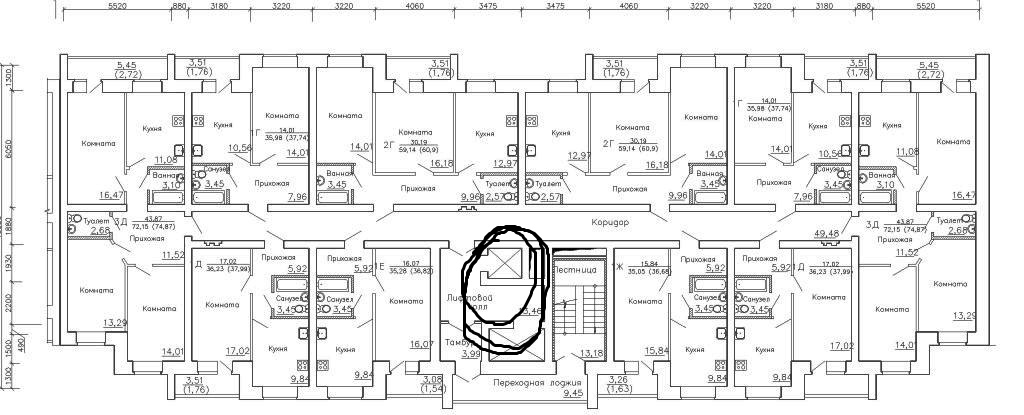 5520 880 3180 3220 3220 4060 3475 3475 4060 3220 3220 3180 880 5520
1300
6050
1880
1930
2200
490
1500
1300
5,45
(2,72)
3,51
(1,76)
3,51
(1,76)
3,51
(1,76)
3,51
(1,76)
5,45
(2,72)
Комната
16,47
Кухня
11,08
Ванная
3,10
Туалет
2,68
3Д 43,87
72,15 (74,87)
Прихожая
11,52
Комната
13,29
Комната
14,01
Кухня
10,56
Санузел
3,45
1Г 14,01
35,98 (37,74)
Комната
14,01
Прихожая
7,96
Комната
14,01
3,45
Комната
2Г 30,19
59,14 (60,9)
16,18
Прихожая
9,96
Кухня
12,97
Туалет
2,57
Кухня
12,97
Туалет
2,57
Комната
2Г 30,19
59,14 (60,9)
16,18
Прихожая
9,96
Комната
14,01
Ванная
3,45
Г 14,01
35,98 (37,74)
Комната
14,01
Прихожая
7,96
Кухня
10,56
Санузел
3,45
Кухня
11,08
Ванная
3,10
Комната
16,47
Туалет
2,68
3Д 43,87
72,15 (74,87)
Прихожая
11,52
Комната
13,29
Комната
14,01
Коридор
49,48
Д 17,02
36,23 (37,99)
Комната
17,02
Прихожая
5,92
Санузел
3,45
Кухня
9,84
3,51
(1,76)
1Е 16,07
35,28 (36,82)
Комната
16,07
5,92
Санузел
3,45
Кухня
9,84
3,08
(1,54)
Лифтовой
холл
13,46
Тамбур
3,99
Лестница
13,18
Переходная лоджия
9,45
1Ж 15,84
35,05 (36,68)
Комната
15,84
Прихожая
5,92
Санузел
3,45
Кухня
9,84
3,26
(1,63)
1Д 17,02
36,23 (37,99)
Комната
17,02
Прихожая
5,92
Санузел
3,45
Кухня
9,84
3,51
(1,76)